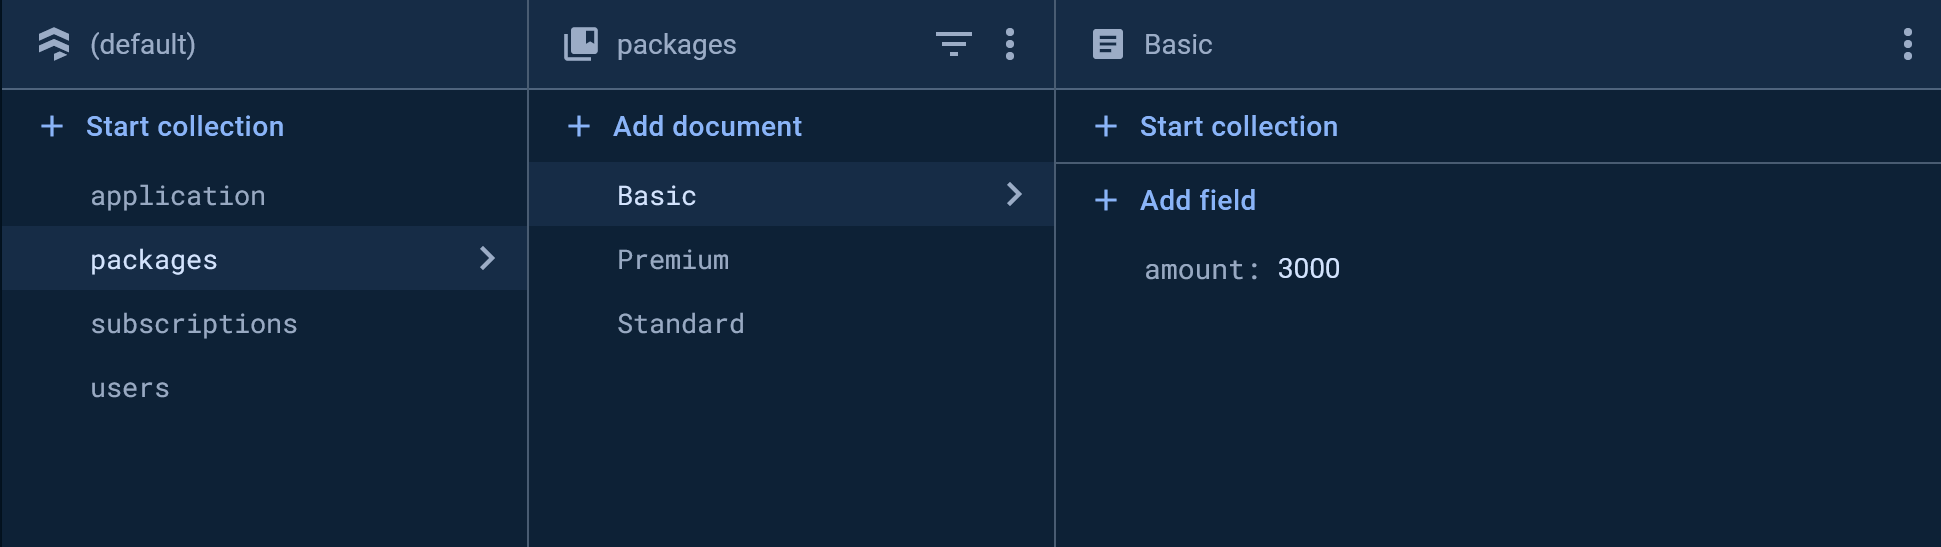 (default)
packages
Basic
Start collection
application
packages
subscriptions
users
Add document
Basic
Premium
Standard
Start collection
Add field
amount: 3000